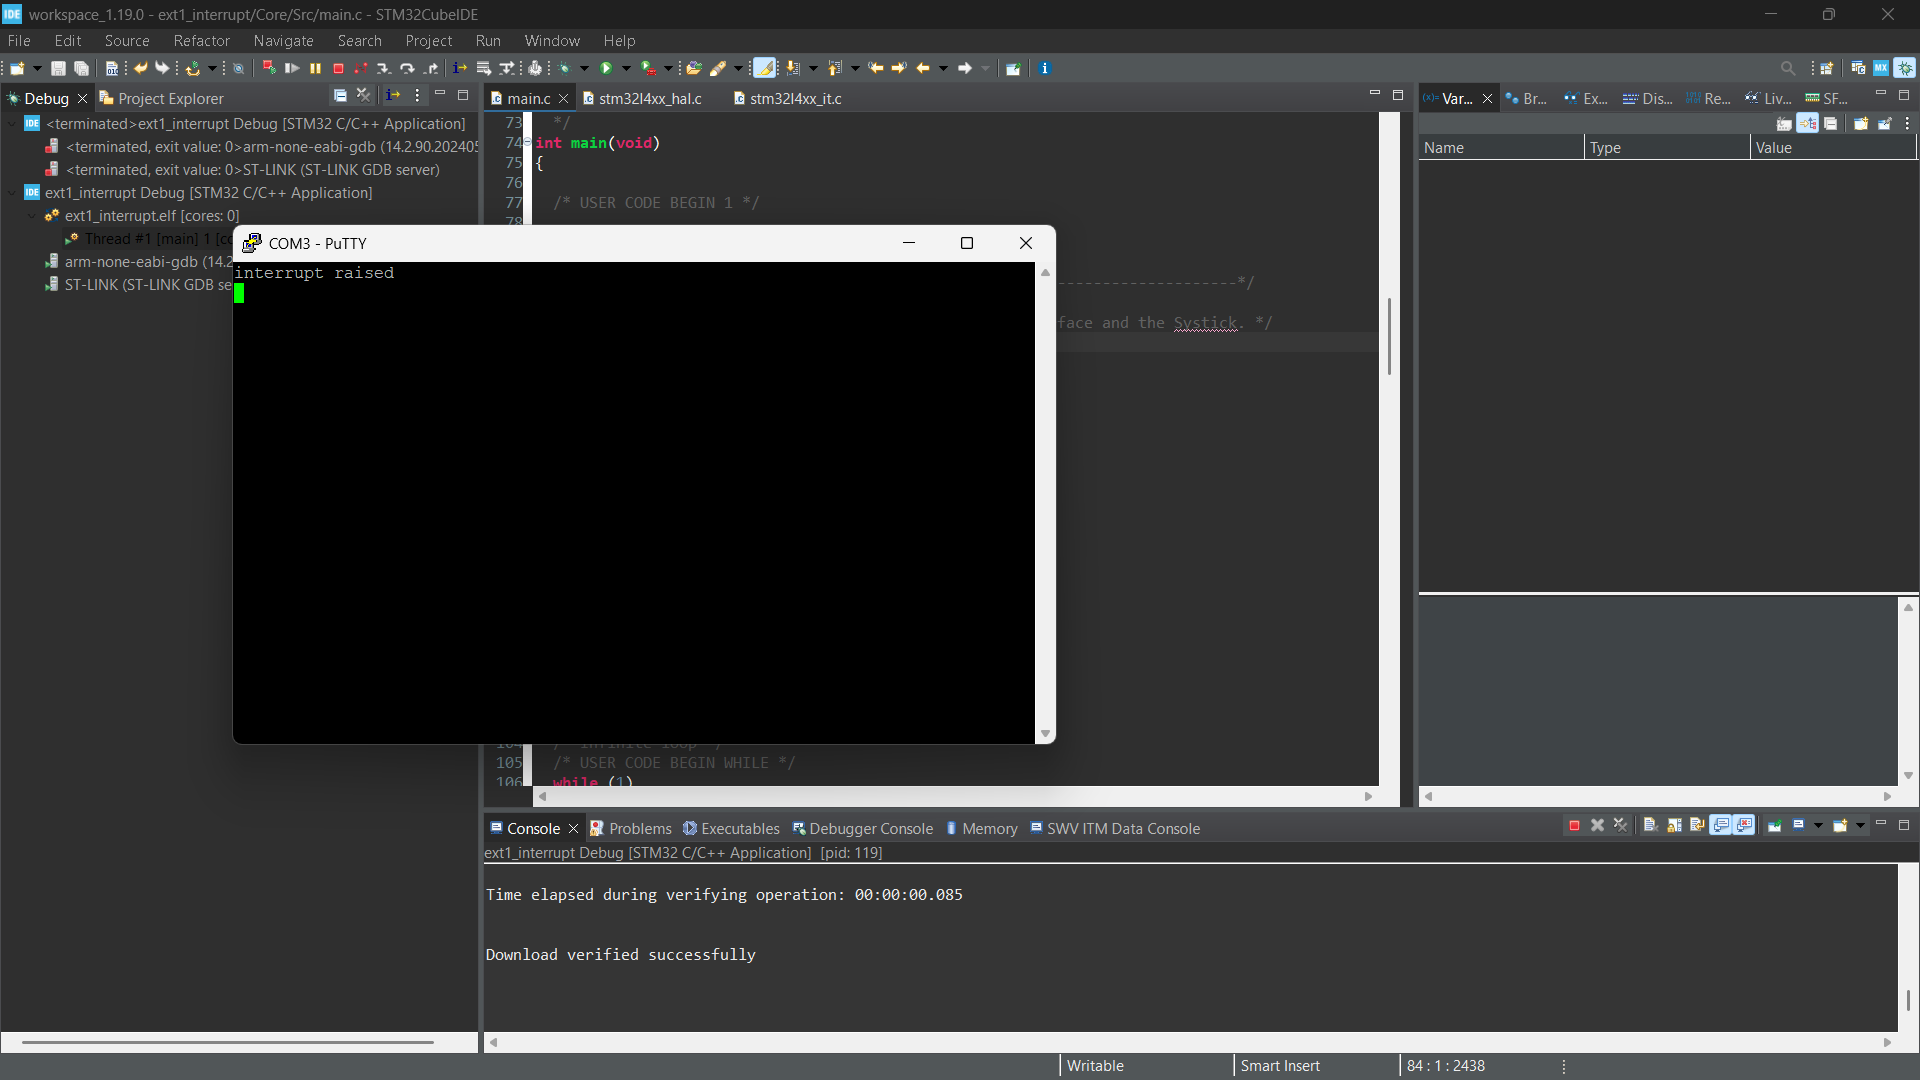 IDE workspace_1.19.0 - ext1_interrupt/Core/Src/main.c - STM32CubeIDE
File Edit Source Refactor Navigate Search Project Run Window Help
Debug Project Explorer
IDE <terminated>ext1_interrupt Debug [STM32 C/C++ Application]
<terminated, exit value: 0>arm-none-eabi-gdb (14.2.90.20240
<terminated, exit value: 0>ST-LINK (ST-LINK GDB server)
IDE ext1_interrupt Debug [STM32 C/C++ Application]
ext1_interrupt.elf [cores: 0]
Thread #1 [main] 1 [co
arm-none-eabi-gdb (14.2
ST-LINK (ST-LINK GDB se
main.c stm32l4xx_hal.c stm32l4xx_it.c
73 */
74 int main(void)
75 {
76
77 /* USER CODE BEGIN 1 */
78
--------------------*/
face and the Systick. */
COM3 - PuTTY
interrupt raised
104 /* Infinite loop */
105 /* USER CODE BEGIN WHILE */
106 while (1)
(x)= Var... Br... Ex... Dis... Re... Liv... SF...
Name Type Value
Console Problems Executables Debugger Console Memory SWV ITM Data Console
ext1_interrupt Debug [STM32 C/C++ Application] [pid: 119]
Time elapsed during verifying operation: 00:00:00.085
Download verified successfully
Writable Smart Insert 84 : 1 : 2438